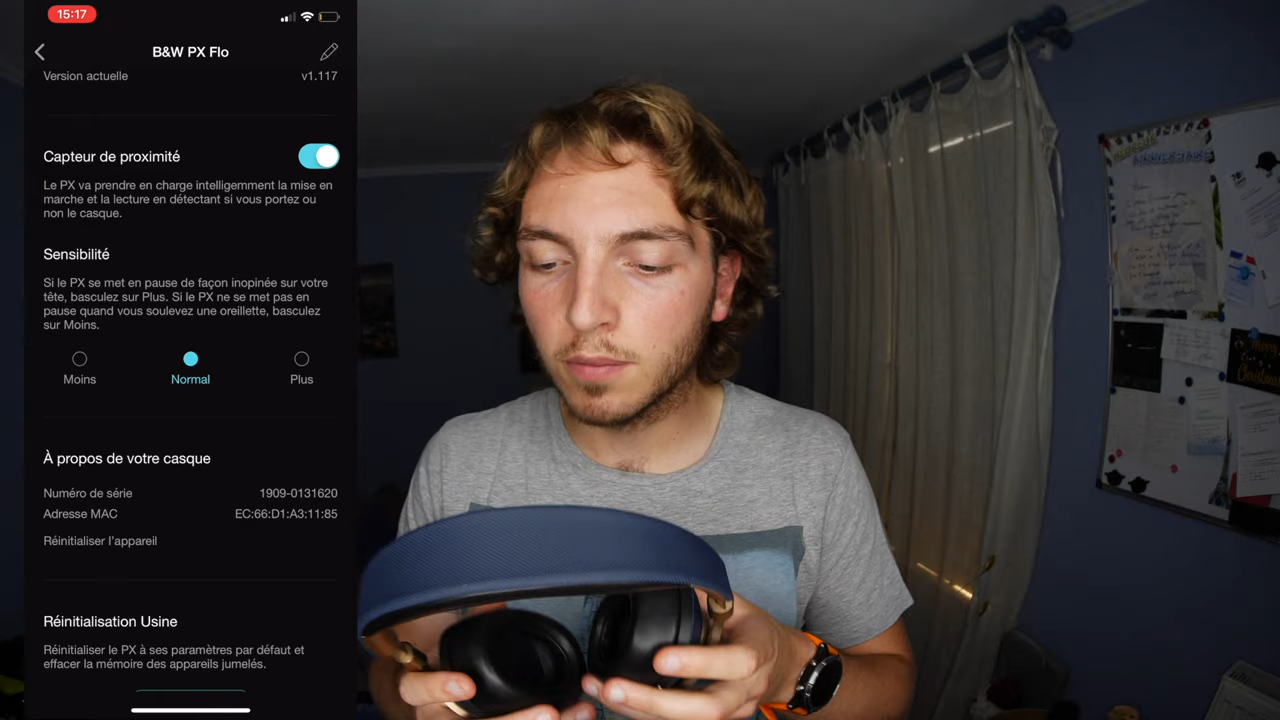 15:17
B&W PX Flo
Version actuelle v1.117
Capteur de proximité
Le PX va prendre en charge intelligemment la mise en
marche et la lecture en détectant si vous portez ou
non le casque.
Sensibilité
Si le PX se met en pause de façon inopinée sur votre
tête, basculez sur Plus. Si le PX ne se met pas en
pause quand vous soulevez une oreillette, basculez
sur Moins.
Moins Normal Plus
À propos de votre casque
Numéro de série 1909-0131620
Adresse MAC EC:66:D1:A3:11:85
Réinitialiser l'appareil
Réinitialisation Usine
Réinitialiser le PX à ses paramètres par défaut et
effacer la mémoire des appareils jumelés.
ANNIVERSAIRE
Christmas